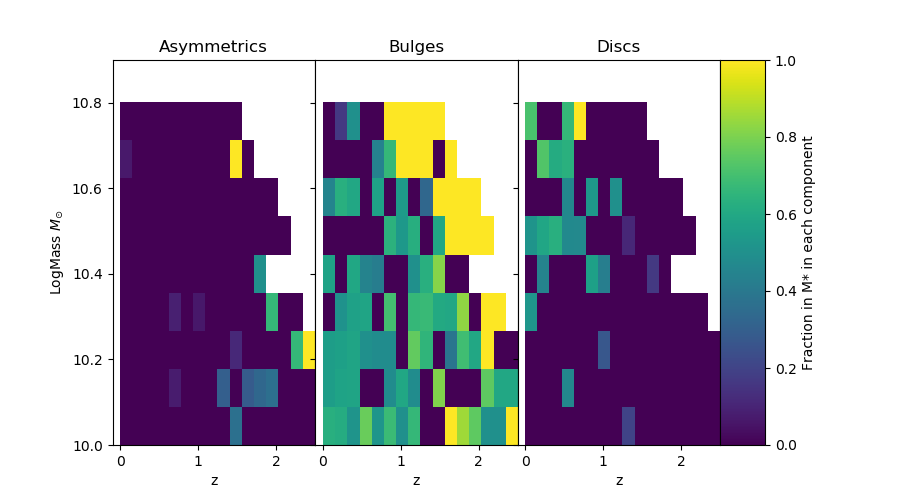 Asymmetrics Bulges Discs
10.8
10.6
10.4
10.2
10.0
LogMass M⊙
0 1 2 0 1 2 0 1 2
z z z
1.0
0.8
0.6
0.4
0.2
0.0
Fraction in M* in each component